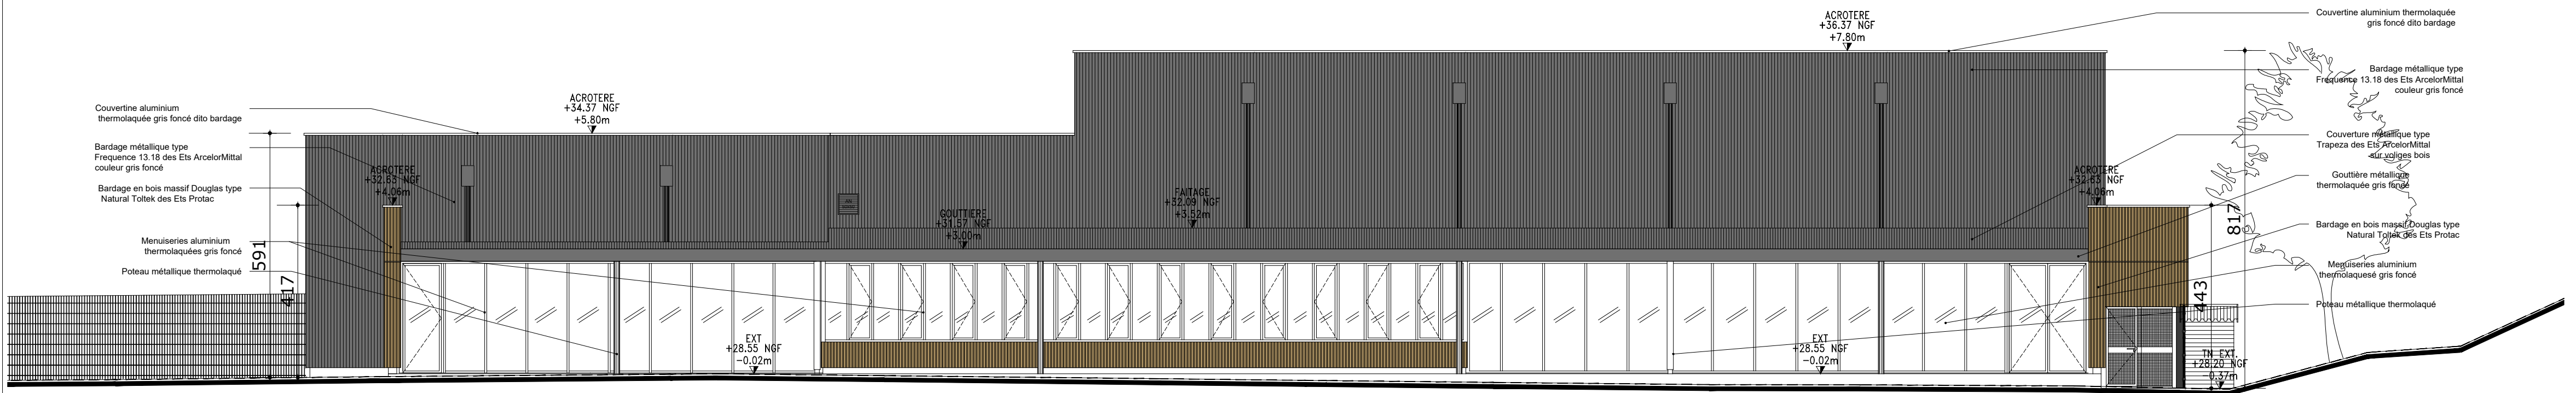 Couvertine aluminium
thermolaquée gris foncé dito bardage
Bardage métallique type
Frequence 13.18 des Ets ArcelorMittal
couleur gris foncé
Bardage en bois massif Douglas type
Natural Toltek des Ets Protac
Menuiseries aluminium
thermolaquées gris foncé
Poteau métallique thermolaqué
591
417
ACROTERE
+32.63 NGF
+4.06m
ACROTERE
+34.37 NGF
+5.80m
EXT
+28.55 NGF
-0.02m
GOUTTIERE
+31.57 NGF
+3.00m
FAITAGE
+32.09 NGF
+3.52m
ACROTERE
+36.37 NGF
+7.80m
EXT
+28.55 NGF
-0.02m
ACROTERE
+32.63 NGF
+4.06m
443
817
TN EXT.
+28.20 NGF
-0.37m
Couvertine aluminium thermolaquée
gris foncé dito bardage
Bardage métallique type
Frequence 13.18 des Ets ArcelorMittal
couleur gris foncé
Couverture métallique type
Trapeza des Ets ArcelorMittal
sur voliges bois
Gouttière métallique
thermolaquée gris foncé
Bardage en bois massif Douglas type
Natural Toltek des Ets Protac
Menuiseries aluminium
thermolaquesé gris foncé
Poteau métallique thermolaqué